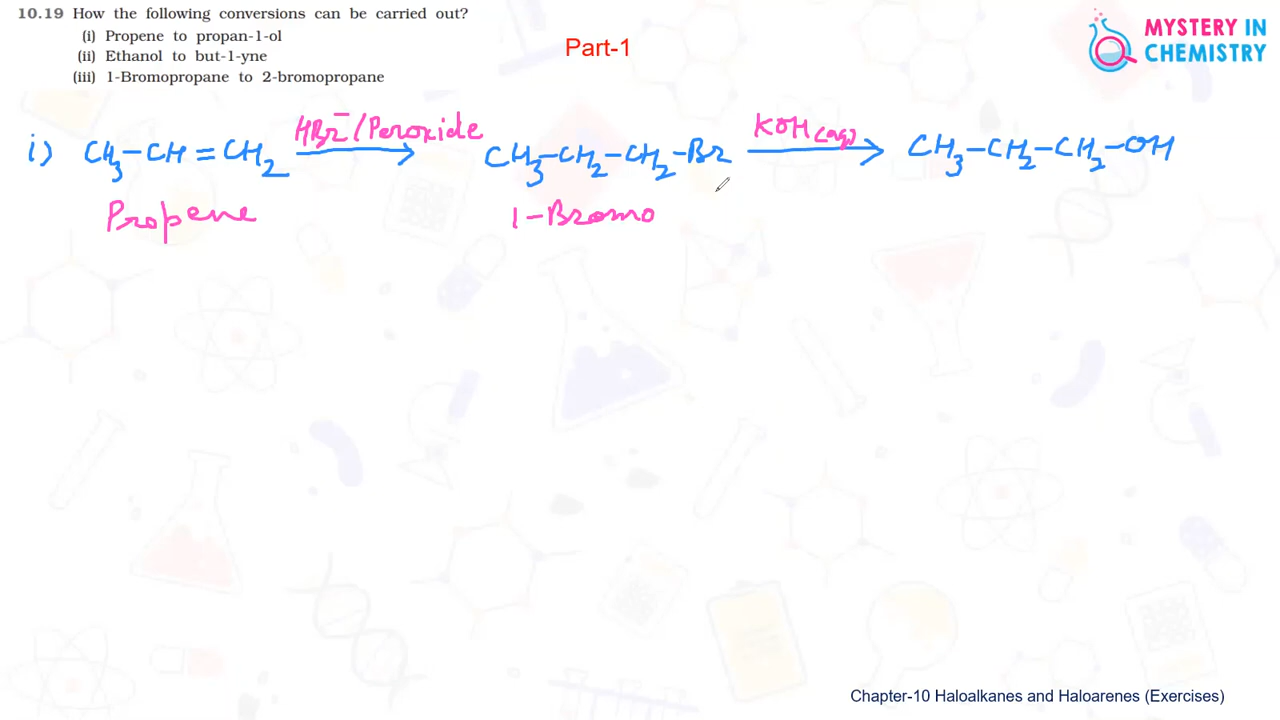 10.19 How the following conversions can be carried out?
(i) Propene to propan-1-ol
(ii) Ethanol to but-1-yne
(iii) 1-Bromopropane to 2-bromopropane
Part-1
MYSTERY IN
CHEMISTRY
i) CH3-CH=CH2 HBr/Peroxide CH3-CH2-CH2-Br KOH(aq) CH3-CH2-CH2-OH
Propene 1-Bromo
Chapter-10 Haloalkanes and Haloarenes (Exercises)